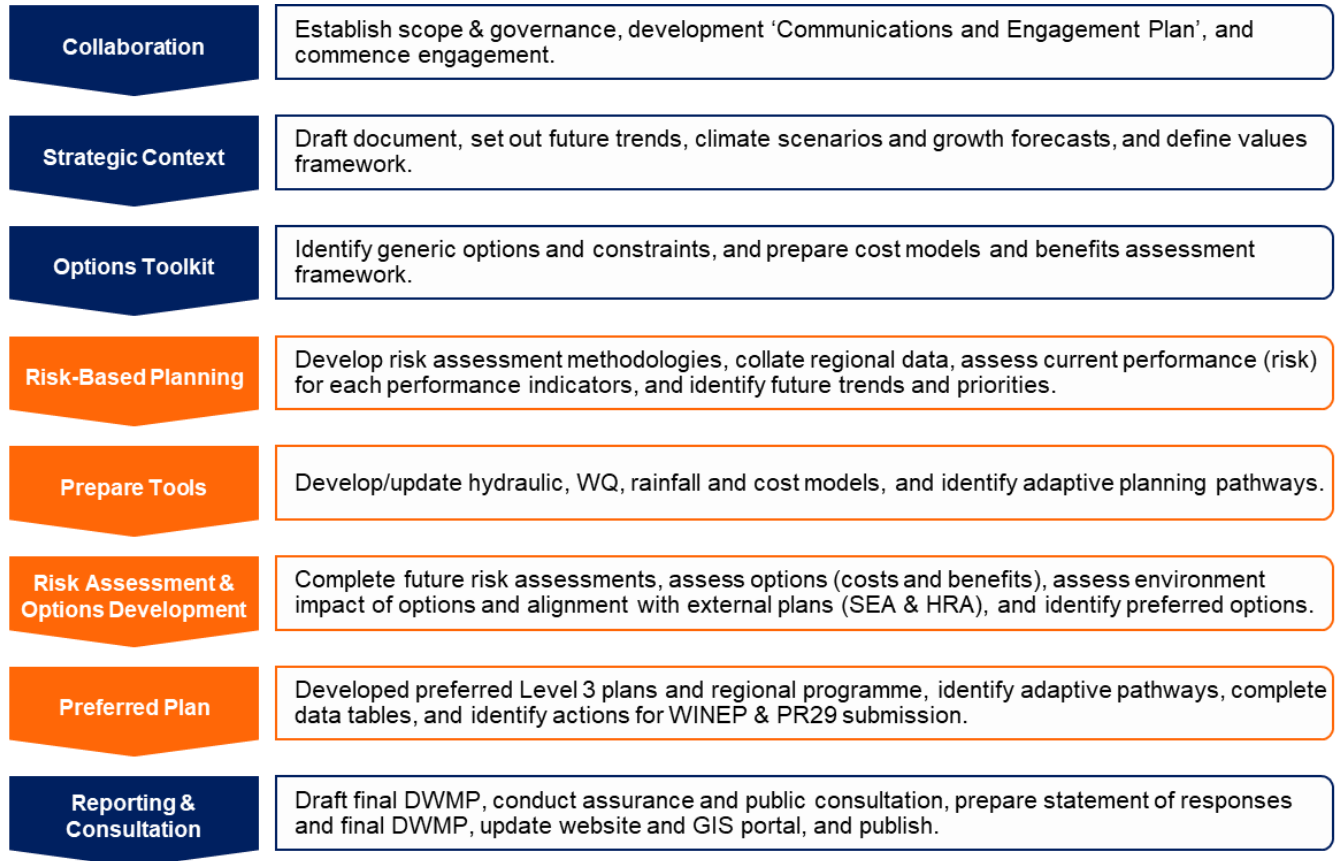 Collaboration
Establish scope & governance, development ‘Communications and Engagement Plan’, and
commence engagement.
Strategic Context
Draft document, set out future trends, climate scenarios and growth forecasts, and define values
framework.
Options Toolkit
Identify generic options and constraints, and prepare cost models and benefits assessment
framework.
Risk-Based Planning
Develop risk assessment methodologies, collate regional data, assess current performance (risk)
for each performance indicators, and identify future trends and priorities.
Prepare Tools
Develop/update hydraulic, WQ, rainfall and cost models, and identify adaptive planning pathways.
Risk Assessment &
Options Development
Complete future risk assessments, assess options (costs and benefits), assess environment
impact of options and alignment with external plans (SEA & HRA), and identify preferred options.
Preferred Plan
Developed preferred Level 3 plans and regional programme, identify adaptive pathways, complete
data tables, and identify actions for WINEP & PR29 submission.
Reporting &
Consultation
Draft final DWMP, conduct assurance and public consultation, prepare statement of responses
and final DWMP, update website and GIS portal, and publish.